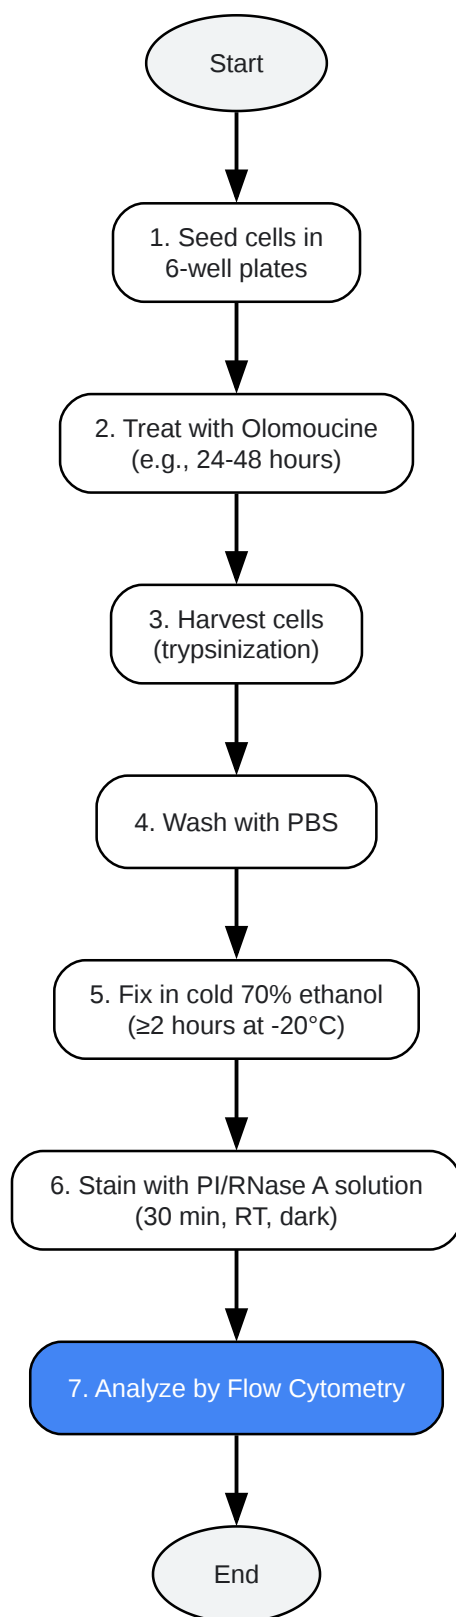 Start
1. Seed cells in
6-well plates
2. Treat with Olomoucine
(e.g., 24-48 hours)
3. Harvest cells
(trypsinization)
4. Wash with PBS
5. Fix in cold 70% ethanol
(≥2 hours at -20°C)
6. Stain with PI/RNase A solution
(30 min, RT, dark)
7. Analyze by Flow Cytometry
End